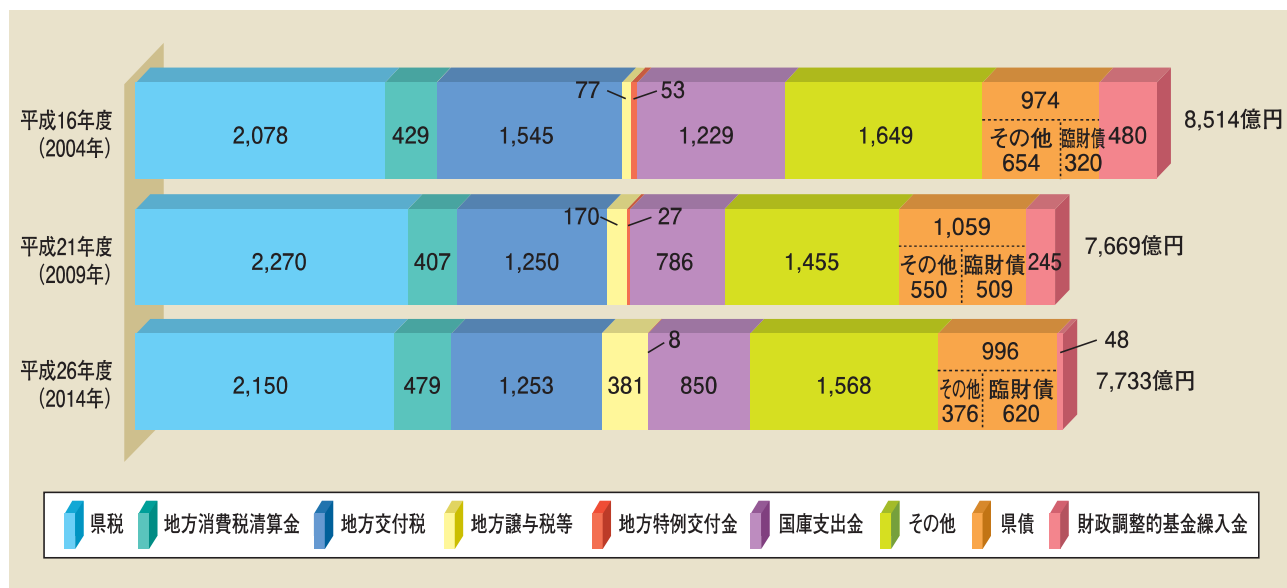 平成16年度
(2004年)
2,078
429
1,545
77
53
1,229
1,649
974
その他
654
臨財債
320
480
8,514億円
平成21年度
(2009年)
2,270
407
1,250
170
27
786
1,455
1,059
その他
550
臨財債
509
245
7,669億円
平成26年度
(2014年)
2,150
479
1,253
381
8
850
1,568
996
その他
376
臨財債
620
48
7,733億円
県税 地方消費税清算金 地方交付税 地方譲与税等 地方特例交付金 国庫支出金 その他 県債 財政調整的基金繰入金